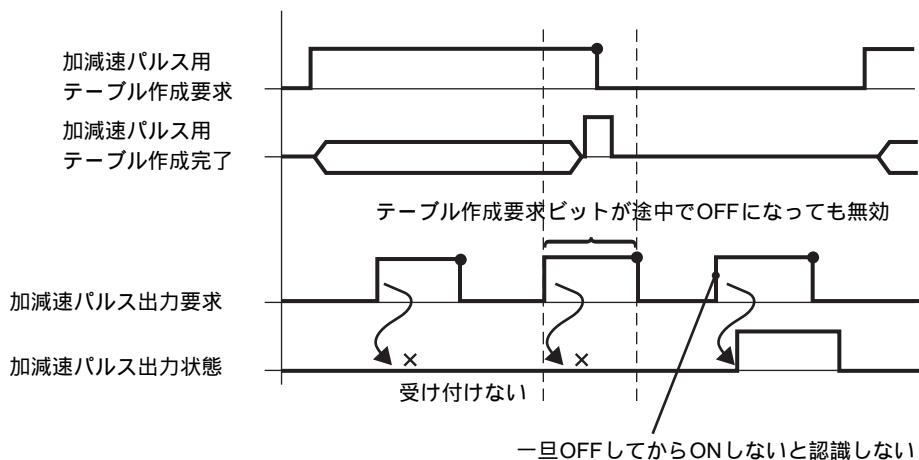 加減速パルス用
テーブル作成要求
加減速パルス用
テーブル作成完了
テーブル作成要求ビットが途中でOFFになっても無効
加減速パルス出力要求
加減速パルス出力状態
×
×
受け付けない
一旦OFFしてからONしないと認識しない